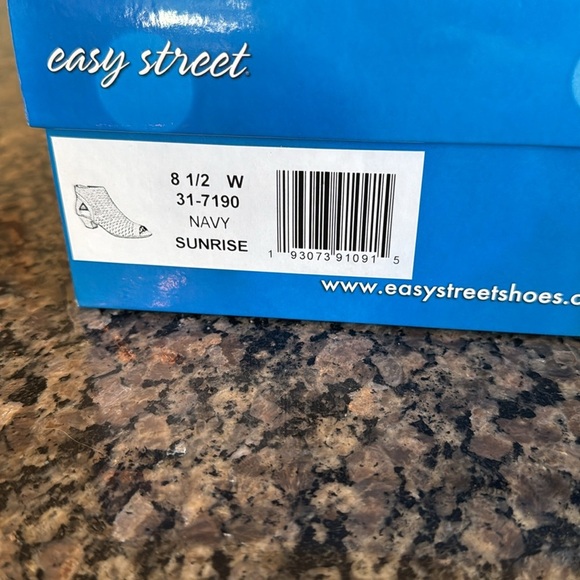 easy street
8 1/2 W
31-7190
NAVY
SUNRISE
1 93073 91091 5
www.easystreetshoes.c